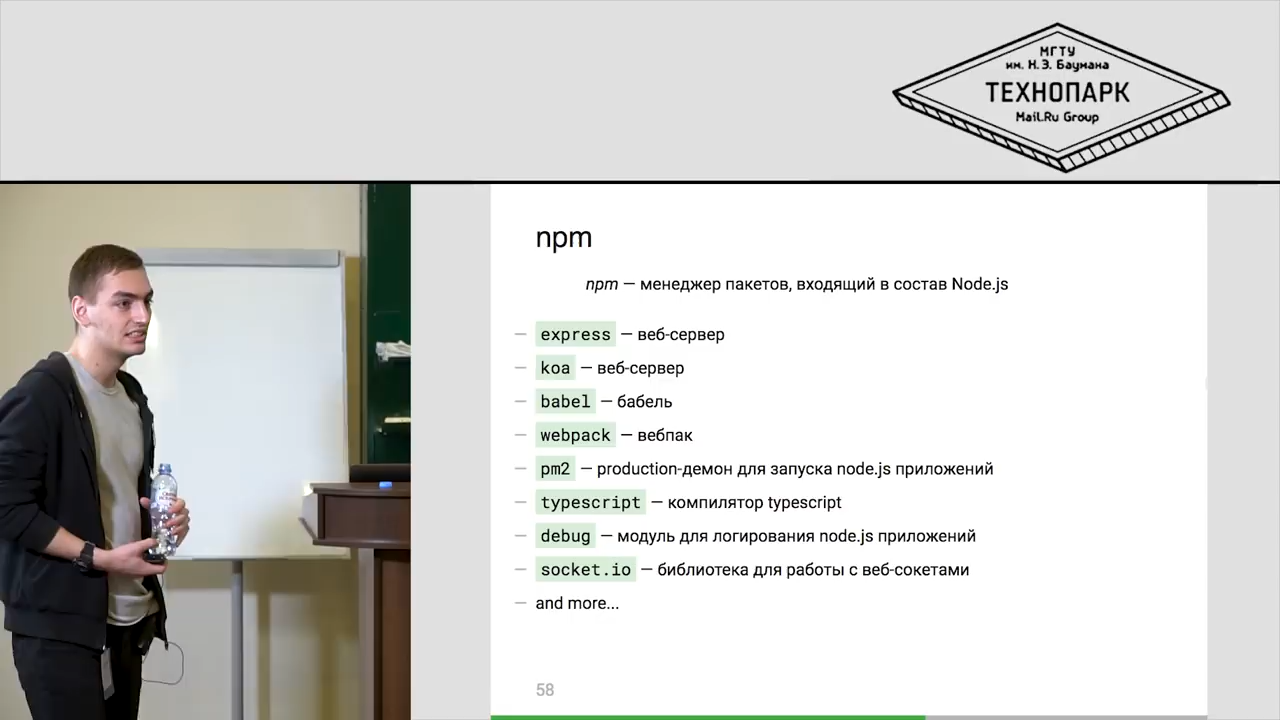 МГТУ
им. Н.Э. Баумана
ТЕХНОПАРК
Mail.Ru Group
npm
npm — менеджер пакетов, входящий в состав Node.js
— express — веб-сервер
— koa — веб-сервер
— babel — бабель
— webpack — вебпак
— pm2 — production-демон для запуска node.js приложений
— typescript — компилятор typescript
— debug — модуль для логирования node.js приложений
— socket.io — библиотека для работы с веб-сокетами
— and more...
58